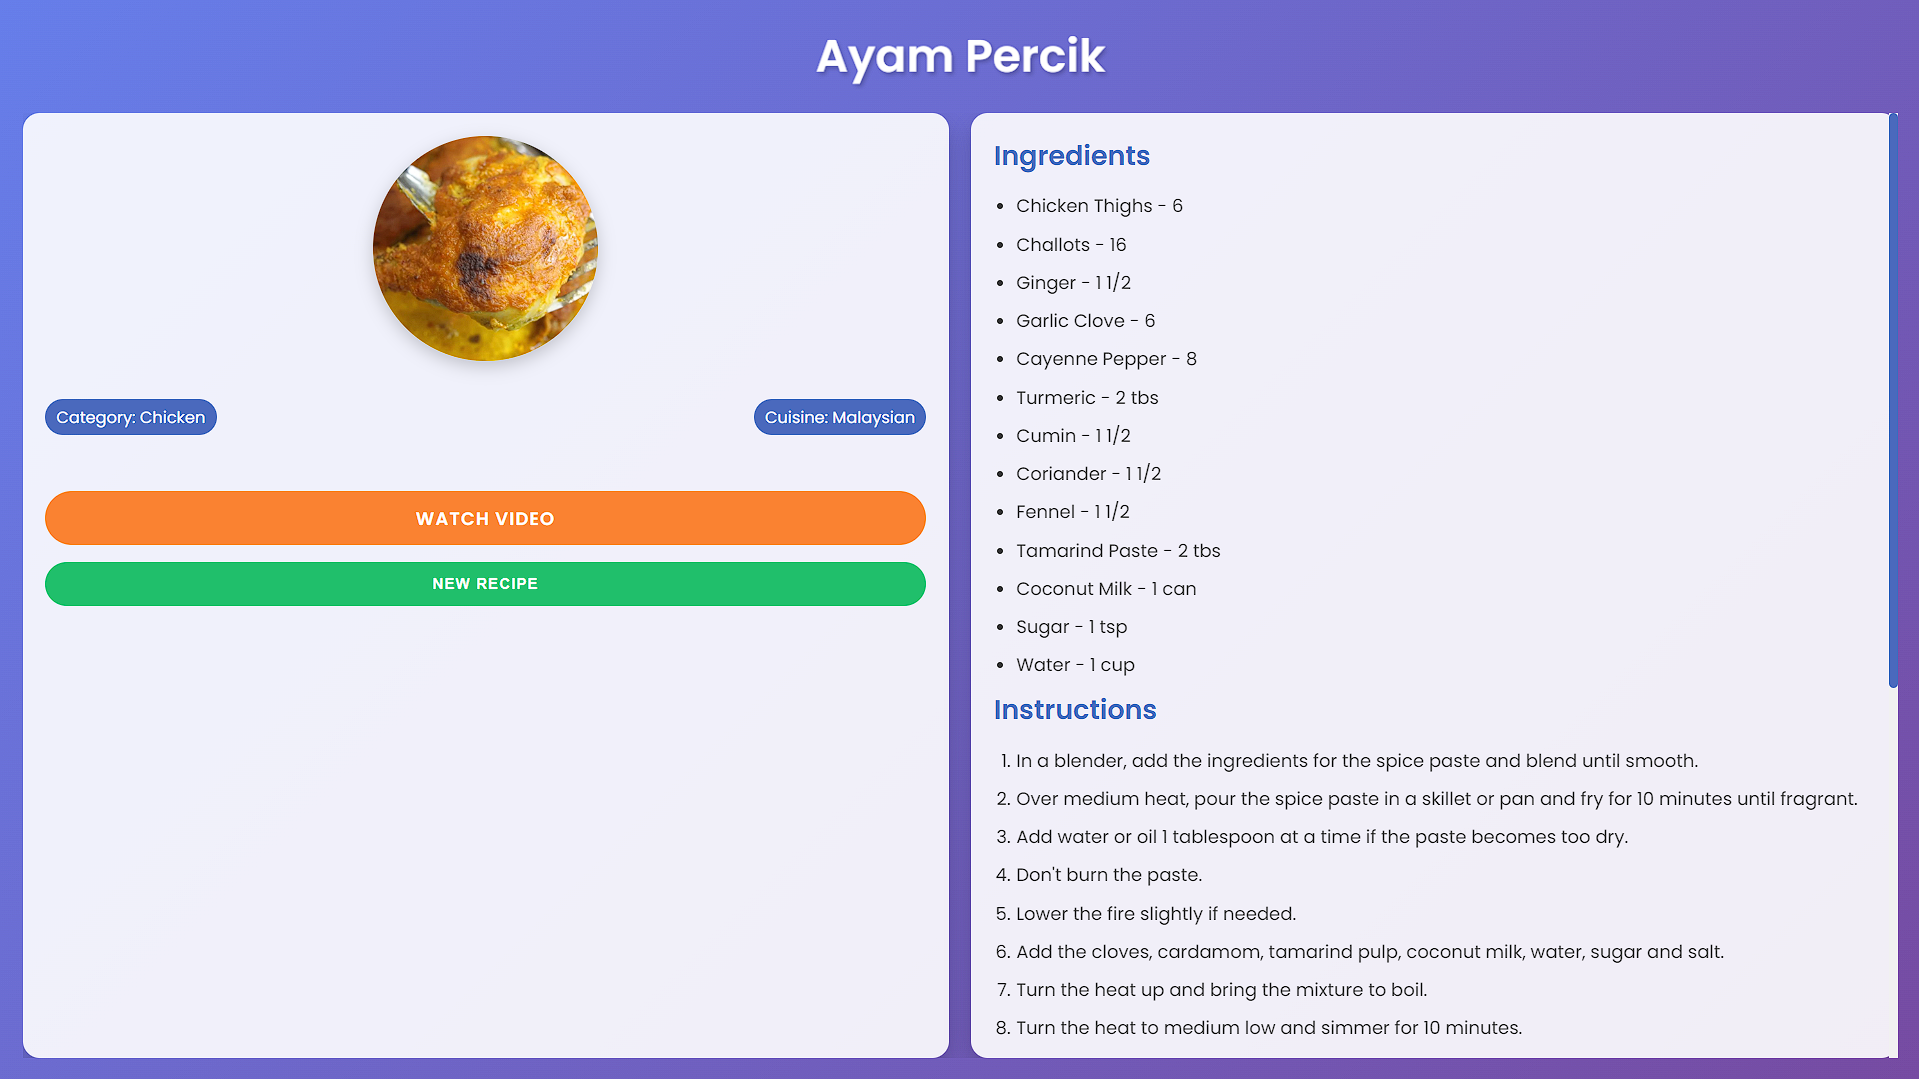 Ayam Percik
Category: Chicken
Cuisine: Malaysian
WATCH VIDEO
NEW RECIPE
Ingredients
• Chicken Thighs - 6
• Challots - 16
• Ginger - 1 1/2
• Garlic Clove - 6
• Cayenne Pepper - 8
• Turmeric - 2 tbs
• Cumin - 1 1/2
• Coriander - 1 1/2
• Fennel - 1 1/2
• Tamarind Paste - 2 tbs
• Coconut Milk - 1 can
• Sugar - 1 tsp
• Water - 1 cup
Instructions
1. In a blender, add the ingredients for the spice paste and blend until smooth.
2. Over medium heat, pour the spice paste in a skillet or pan and fry for 10 minutes until fragrant.
3. Add water or oil 1 tablespoon at a time if the paste becomes too dry.
4. Don't burn the paste.
5. Lower the fire slightly if needed.
6. Add the cloves, cardamom, tamarind pulp, coconut milk, water, sugar and salt.
7. Turn the heat up and bring the mixture to boil.
8. Turn the heat to medium low and simmer for 10 minutes.